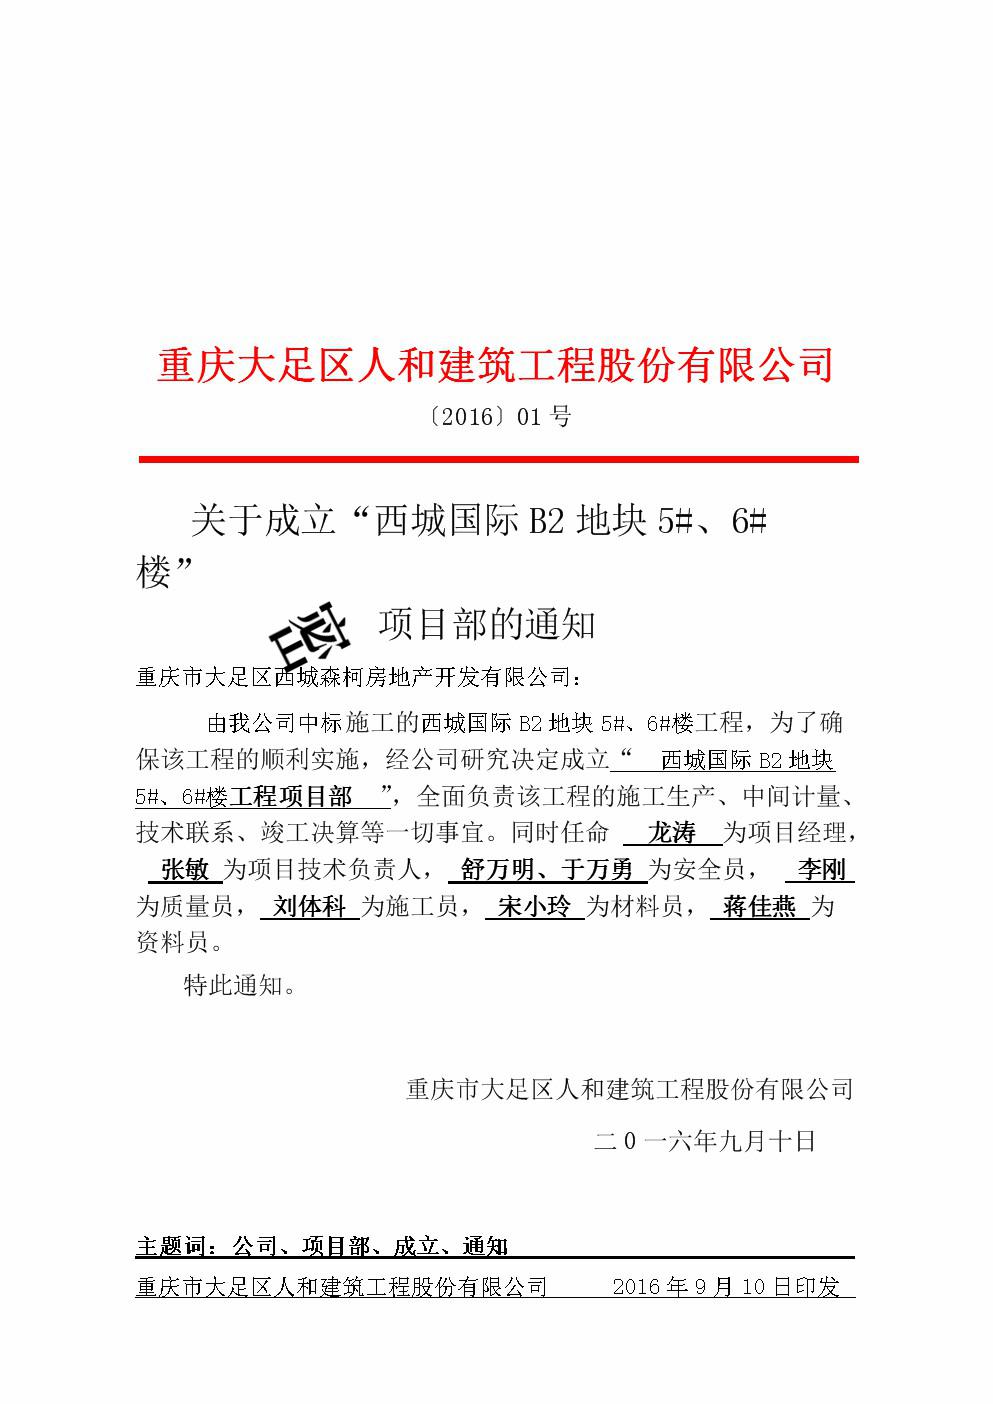 重庆大足区人和建筑工程股份有限公司
〔2016〕01 号
关于成立“西城国际 B2 地块 5#、6#
楼”
项目部的通知
重庆市大足区西城森柯房地产开发有限公司：
由我公司中标施工的西城国际 B2 地块 5#、6#楼工程，为了确
保该工程的顺利实施，经公司研究决定成立“ 西城国际 B2 地块
5#、6#楼工程项目部 ”，全面负责该工程的施工生产、中间计量、
技术联系、竣工决算等一切事宜。同时任命 龙涛 为项目经理，
张敏 为项目技术负责人， 舒万明、于万勇 为安全员， 李刚
为质量员， 刘体科 为施工员， 宋小玲 为材料员， 蒋佳燕 为
资料员。
特此通知。
重庆市大足区人和建筑工程股份有限公司
二0一六年九月十日
主题词：公司、项目部、成立、通知
重庆市大足区人和建筑工程股份有限公司 2016 年 9 月 10 日印发